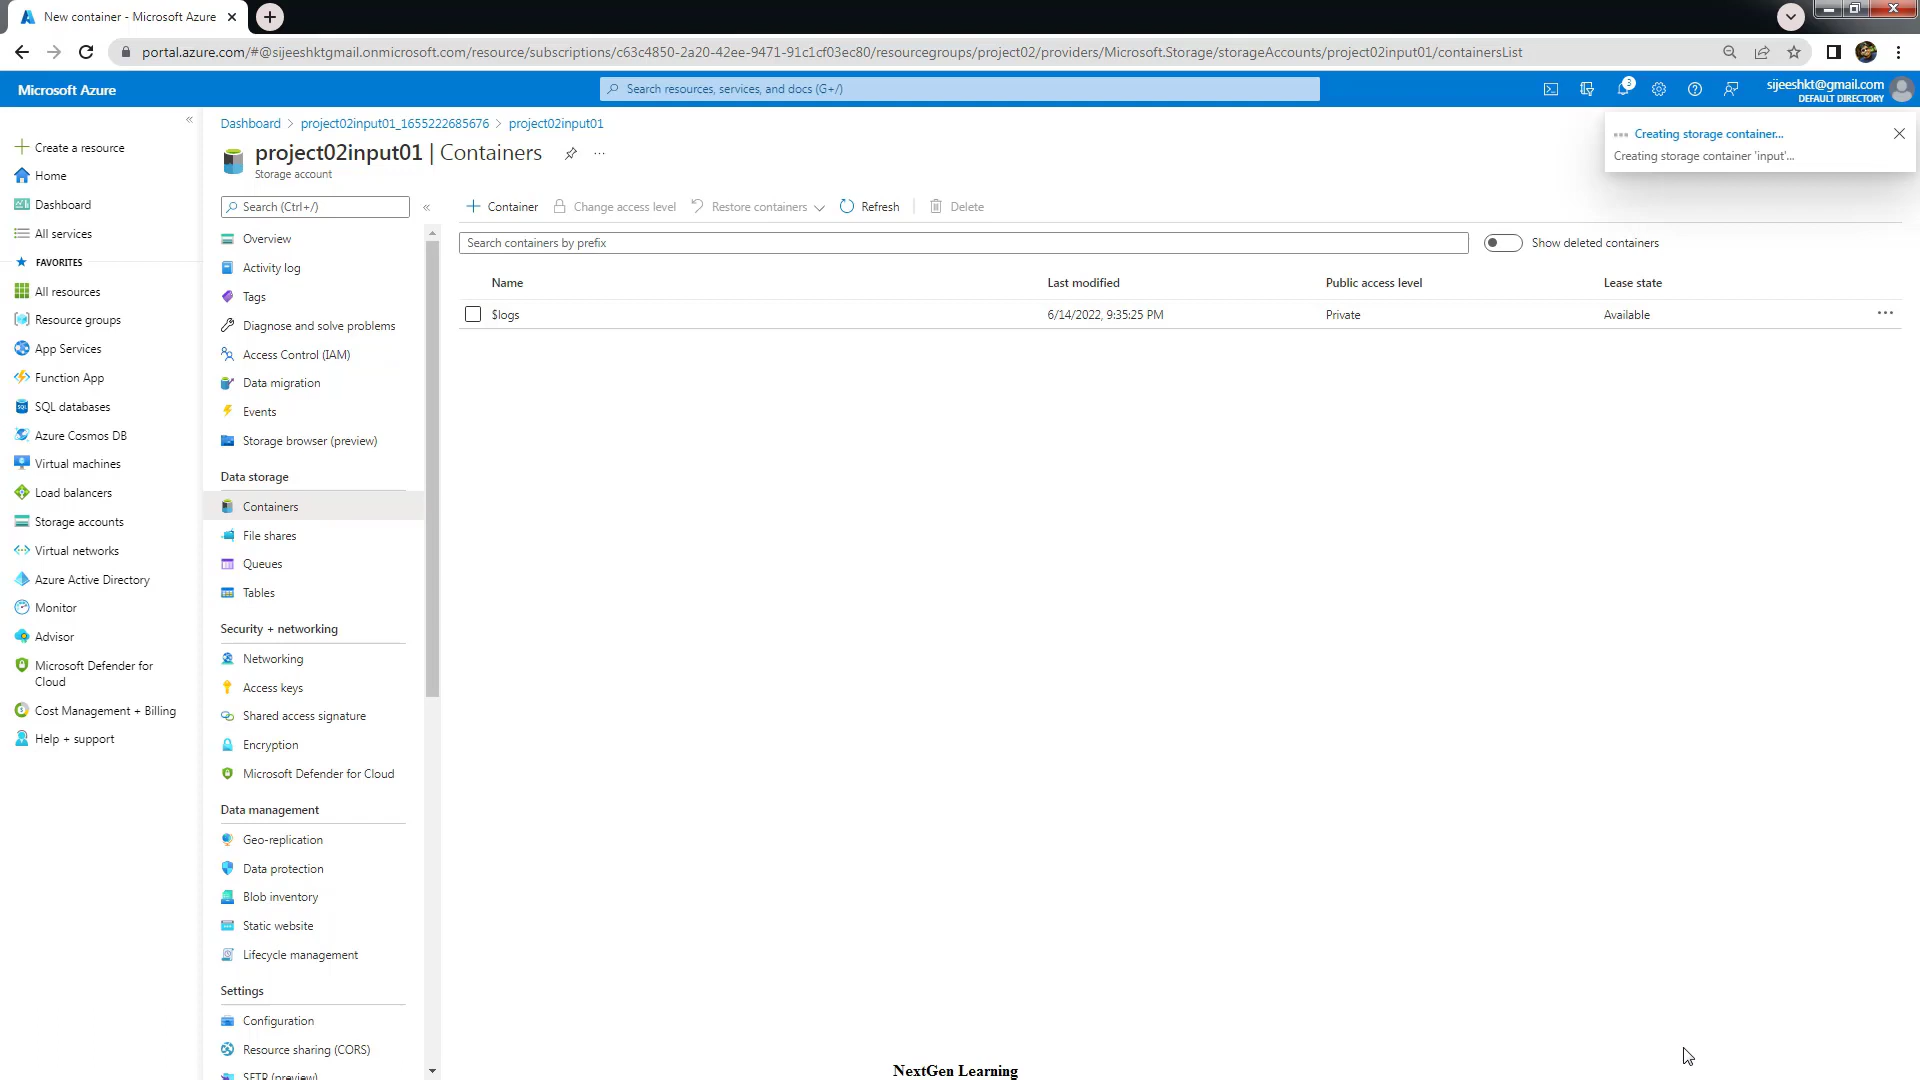 New container - Microsoft Azure
portal.azure.com/#@sijeeshktgmail.onmicrosoft.com/resource/subscriptions/c63c4850-2a20-42ee-9471-91c1cf03ec80/resourcegroups/project02/providers/Microsoft.Storage/storageAccounts/project02input01/containersList
Microsoft Azure
Search resources, services, and docs (G+/)
3
sijeeshkt@gmail.com
DEFAULT DIRECTORY
Create a resource
Home
Dashboard
All services
FAVORITES
All resources
Resource groups
App Services
Function App
SQL databases
Azure Cosmos DB
Virtual machines
Load balancers
Storage accounts
Virtual networks
Azure Active Directory
Monitor
Advisor
Microsoft Defender for
Cloud
Cost Management + Billing
Help + support
Dashboard > project02input01_1655222685676 > project02input01
project02input01 | Containers
Storage account
Search (Ctrl+/)
Overview
Activity log
Tags
Diagnose and solve problems
Access Control (IAM)
Data migration
Events
Storage browser (preview)
Data storage
Containers
File shares
Queues
Tables
Security + networking
Networking
Access keys
Shared access signature
Encryption
Microsoft Defender for Cloud
Data management
Geo-replication
Data protection
Blob inventory
Static website
Lifecycle management
Settings
Configuration
Resource sharing (CORS)
SFTP (preview)
Container Change access level Restore containers Refresh Delete
Search containers by prefix
Show deleted containers
Name Last modified Public access level Lease state
$logs 6/14/2022, 9:35:25 PM Private Available
Creating storage container...
Creating storage container 'input'...
NextGen Learning